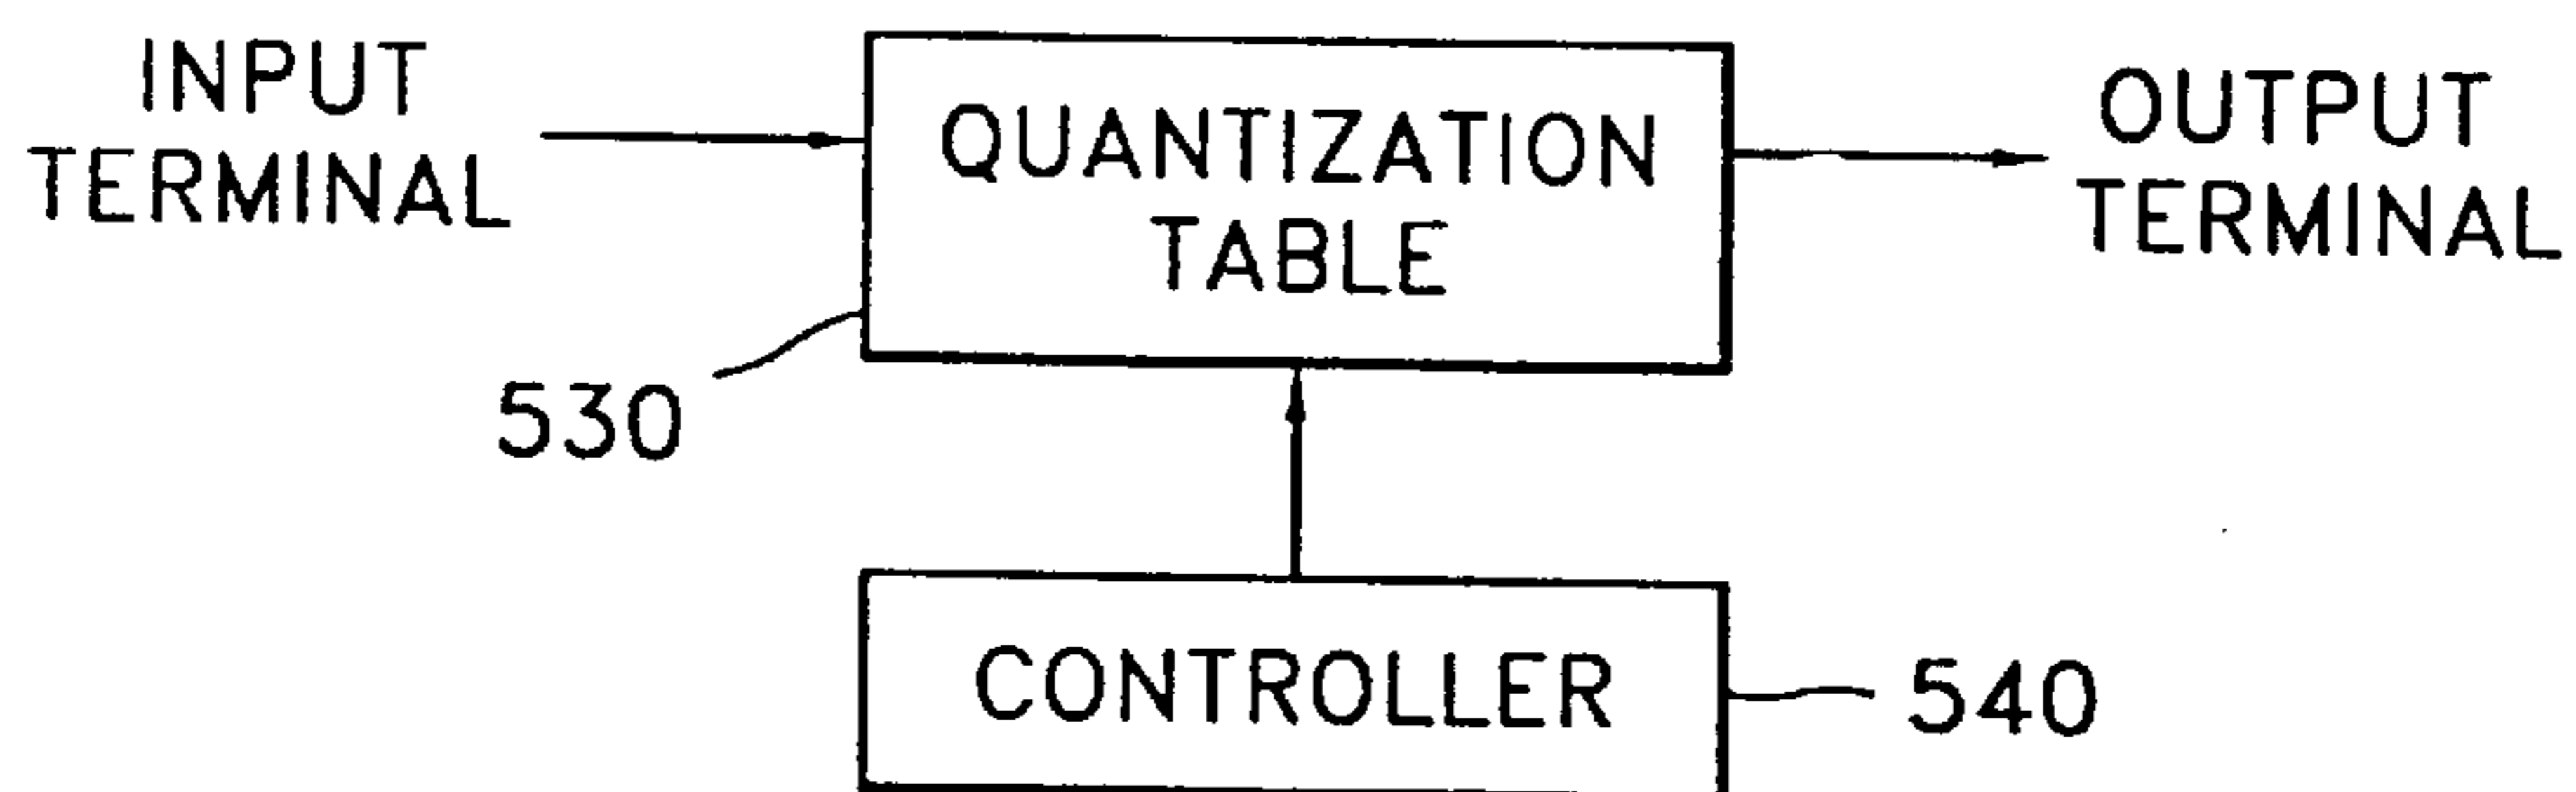 INPUT
TERMINAL
QUANTIZATION
TABLE
OUTPUT
TERMINAL
530
CONTROLLER
540